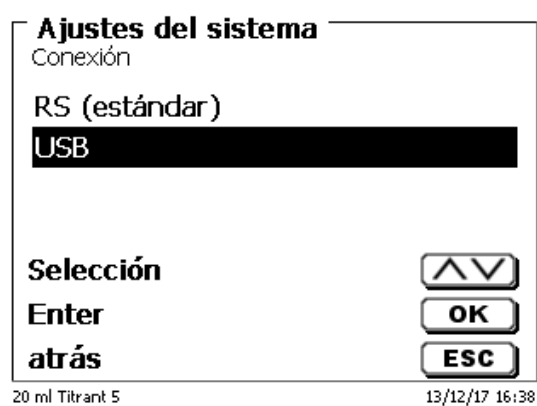 Ajustes del sistema
Conexión
RS (estándar)
USB
Selección
Enter OK
atrás ESC
20 ml Titrant 5 13/12/17 16:38